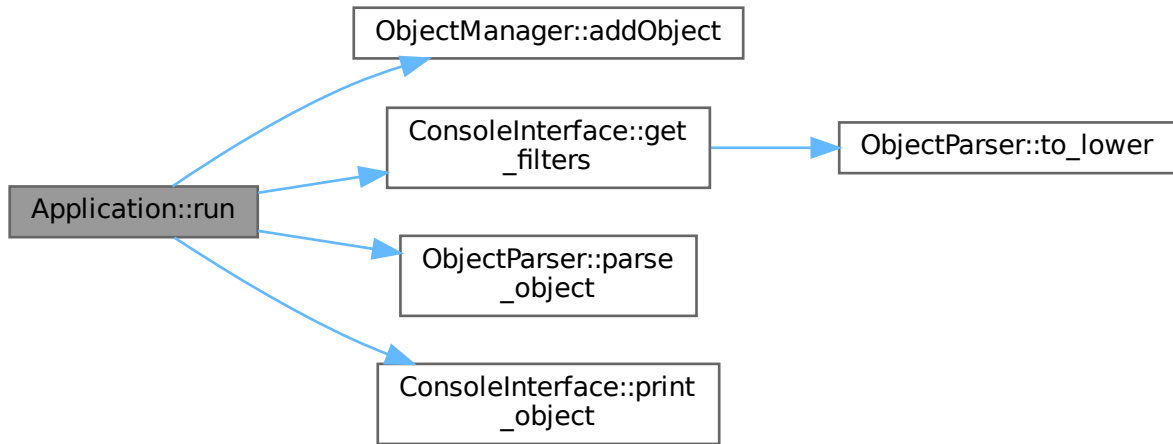 ObjectManager::addObject
ConsoleInterface::get
_filters
ObjectParser::to_lower
Application::run
ObjectParser::parse
_object
ConsoleInterface::print
_object